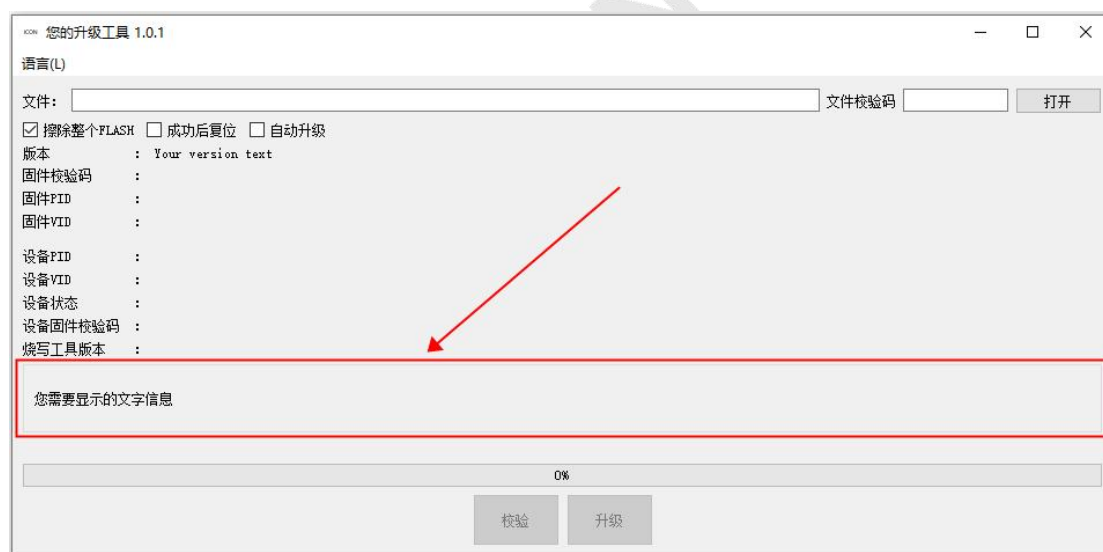 ICON 您的升级工具 1.0.1
语言(L)
文件: 文件校验码 打开
擦除整个FLASH 成功后复位 自动升级
版本 : Your version text
固件校验码 :
固件PID :
固件VID :
设备PID :
设备VID :
设备状态 :
设备固件校验码 :
烧写工具版本 :
您需要显示的文字信息
0%
校验 升级